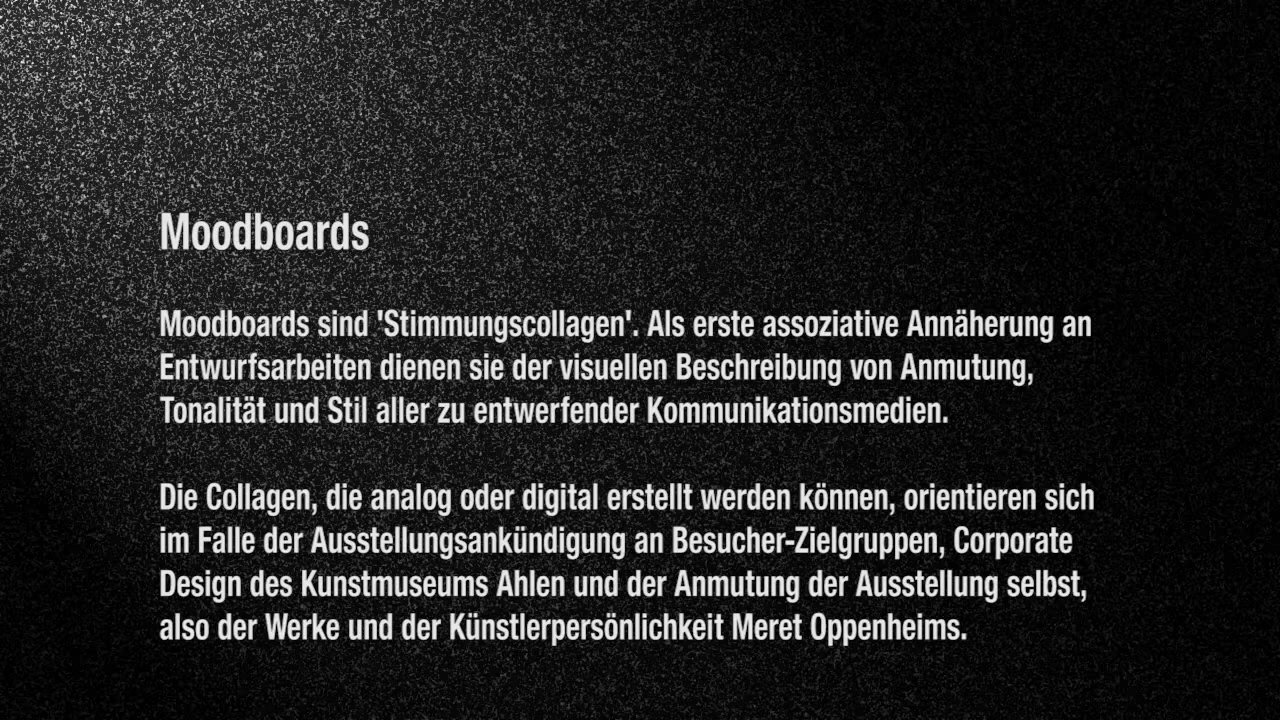 Moodboards
Moodboards sind 'Stimmungscollagen'. Als erste assoziative Annäherung an
Entwurfsarbeiten dienen sie der visuellen Beschreibung von Anmutung,
Tonalität und Stil aller zu entwerfender Kommunikationsmedien.
Die Collagen, die analog oder digital erstellt werden können, orientieren sich
im Falle der Ausstellungsankündigung an Besucher-Zielgruppen, Corporate
Design des Kunstmuseums Ahlen und der Anmutung der Ausstellung selbst,
also der Werke und der Künstlerpersönlichkeit Meret Oppenheims.